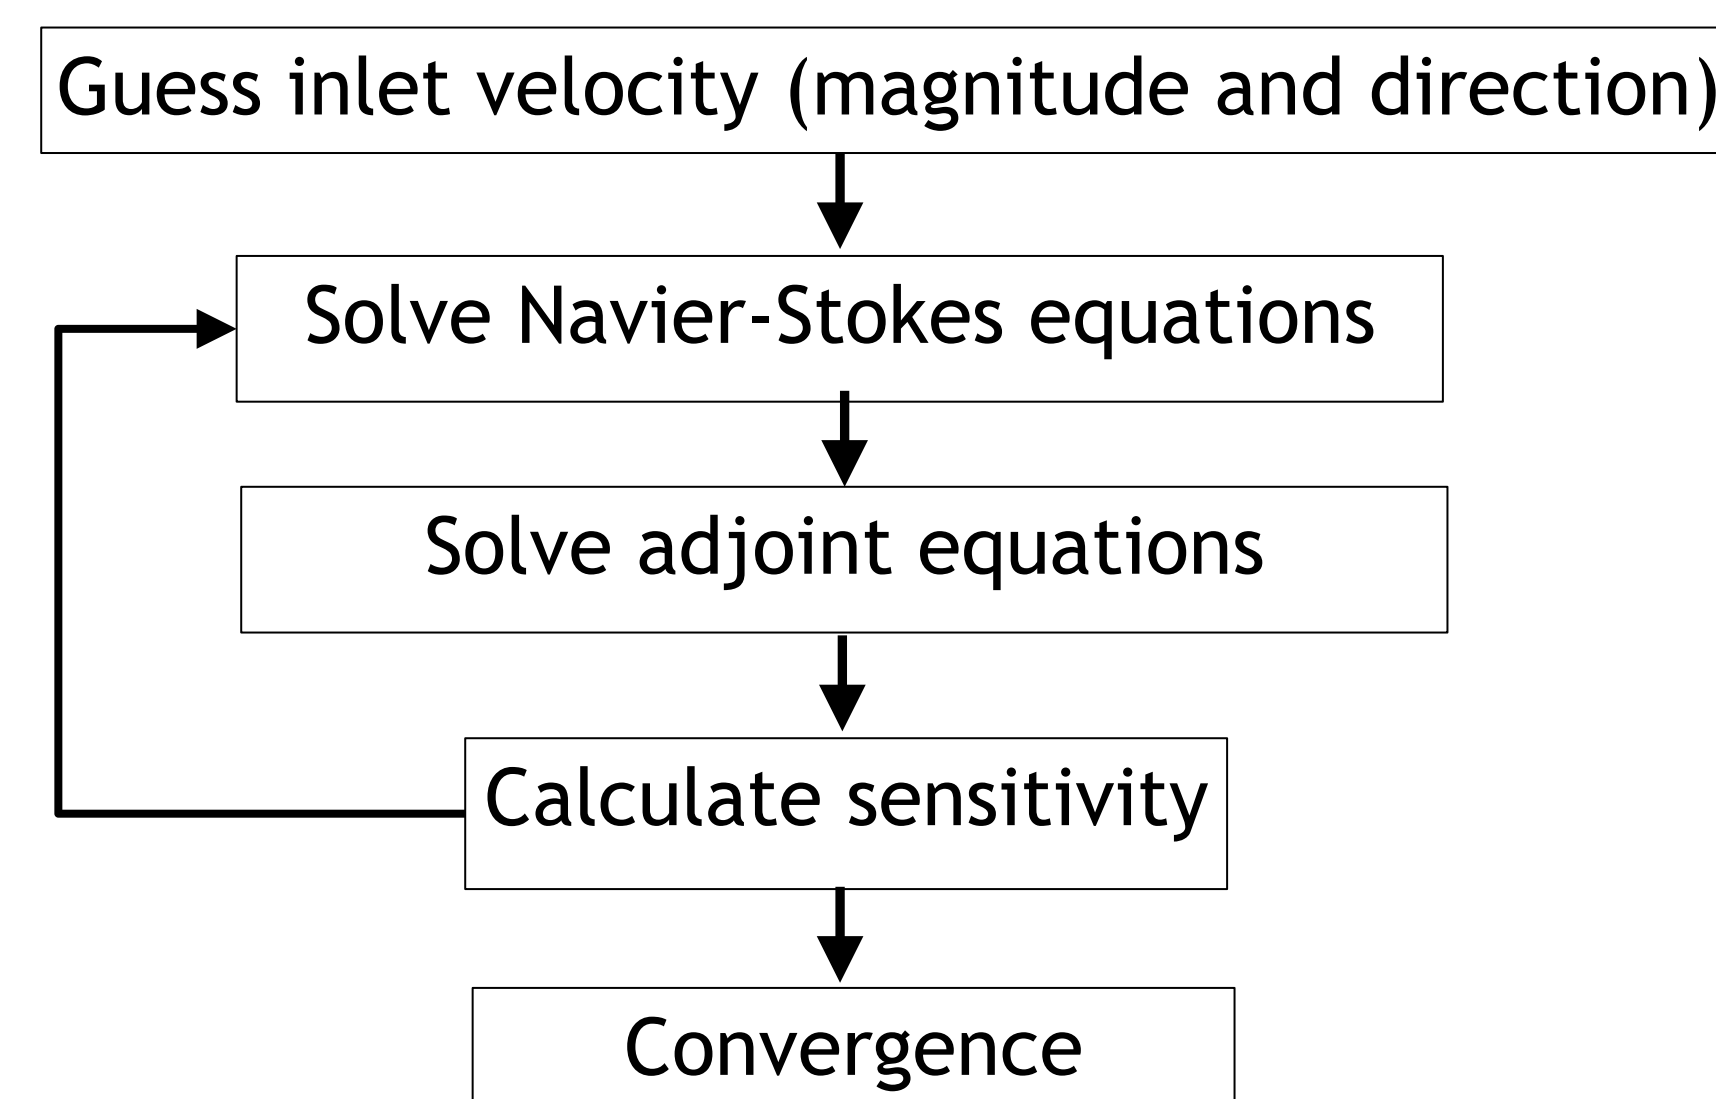 Guess inlet velocity (magnitude and direction)
Solve Navier-Stokes equations
Solve adjoint equations
Calculate sensitivity
Convergence